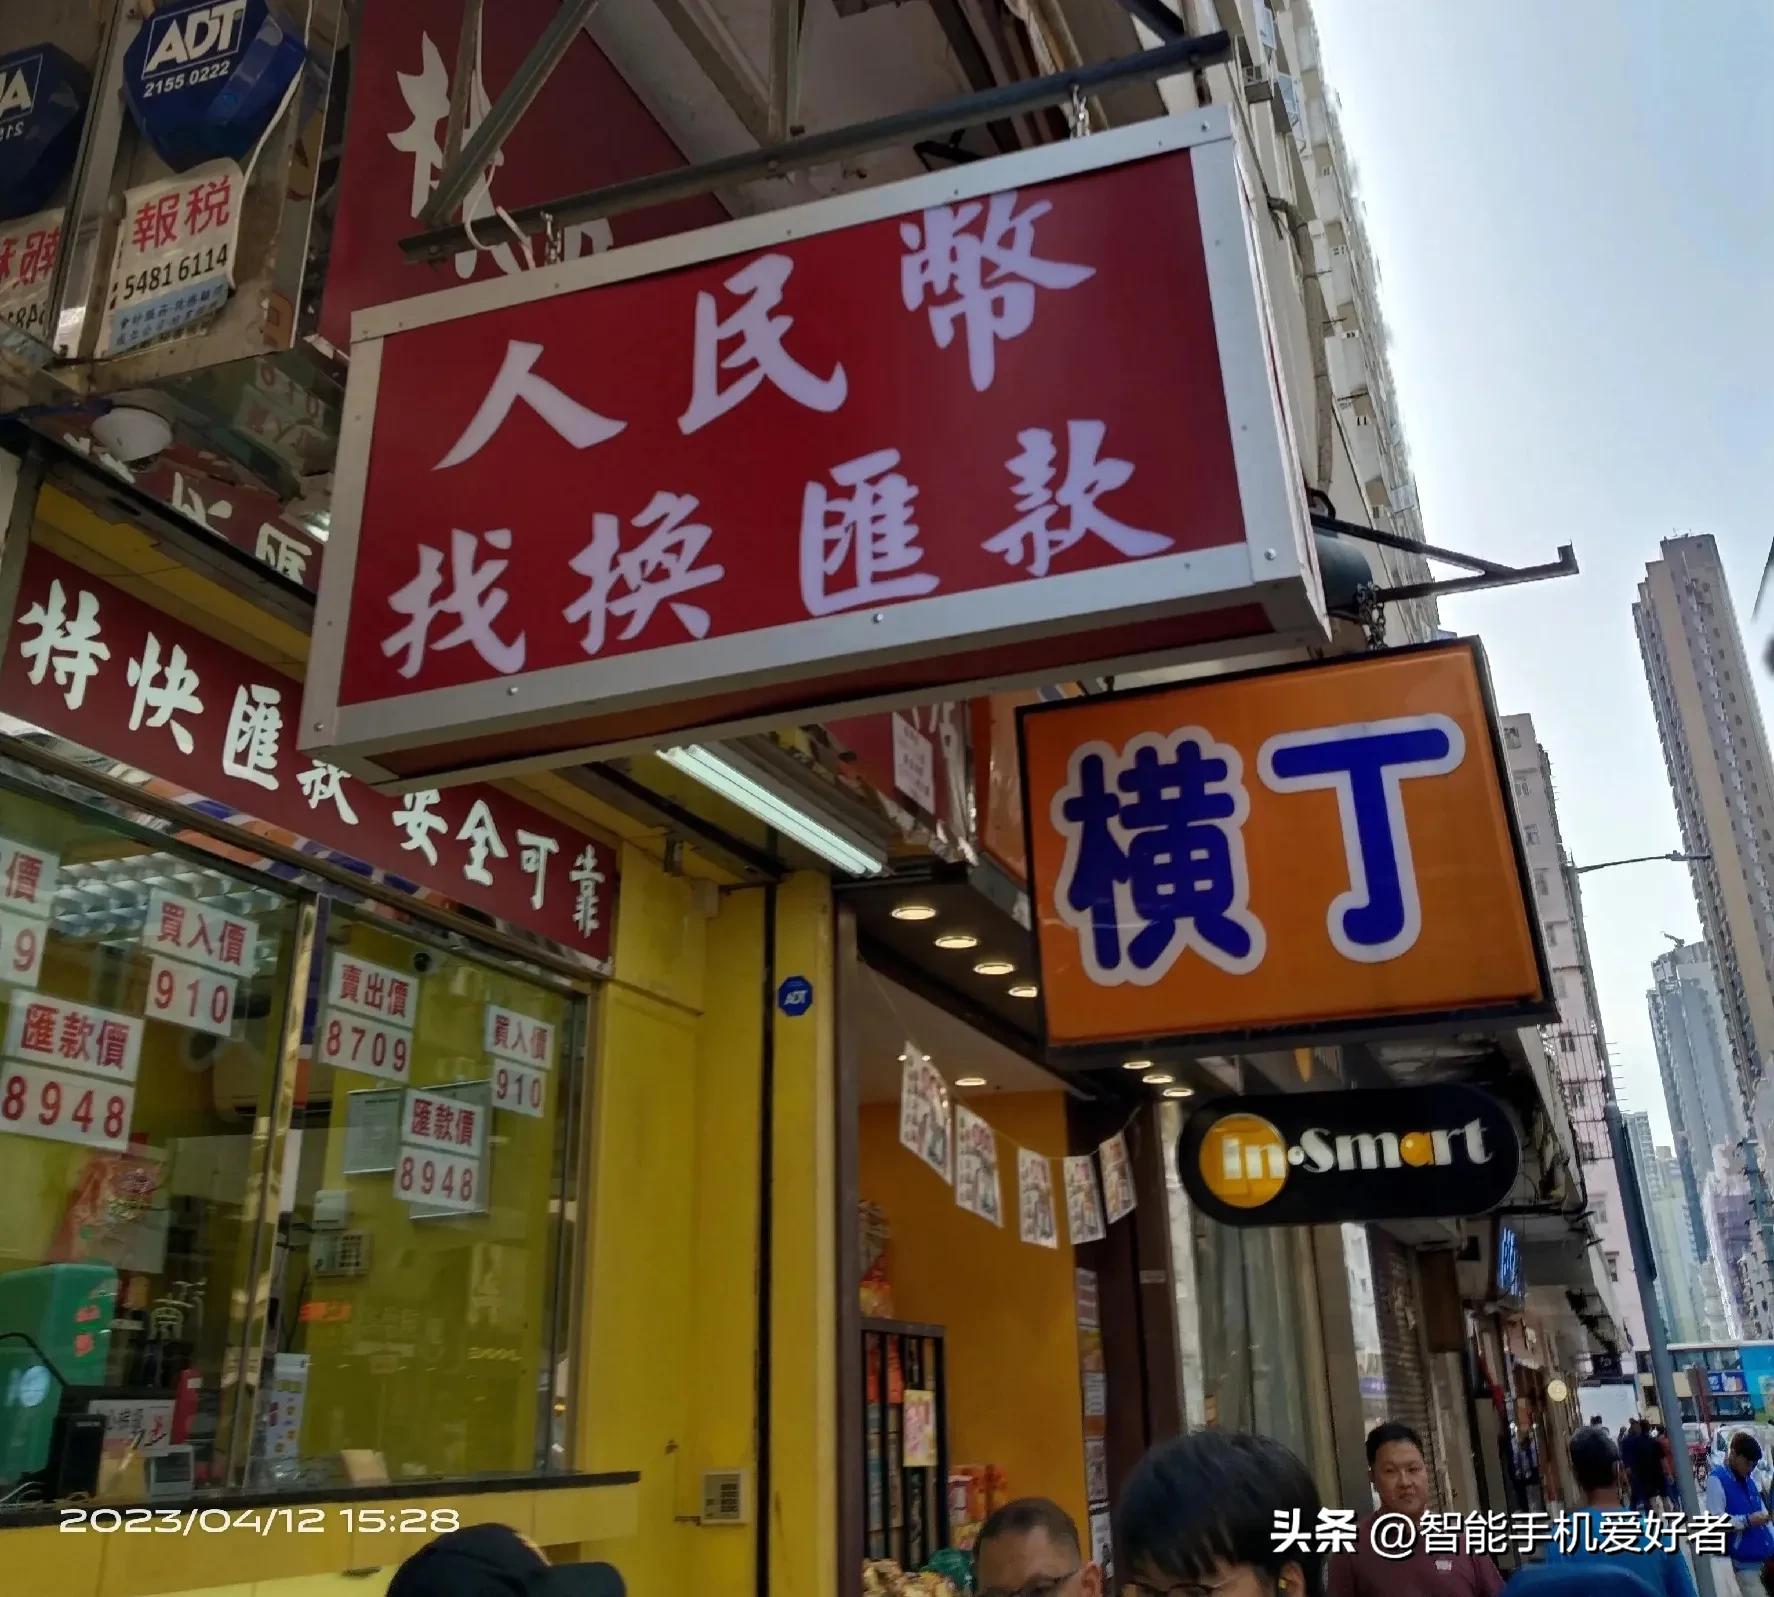 ADT
2155 0222
報税
5481 6114
人民幣
找換匯款
特快匯款 安全可靠
橫丁
in·smart
買入價
910
賣出價
8709
買入價
910
匯款價
8948
匯款價
8948
ADT
2023/04/12 15:28
头条 @智能手机爱好者